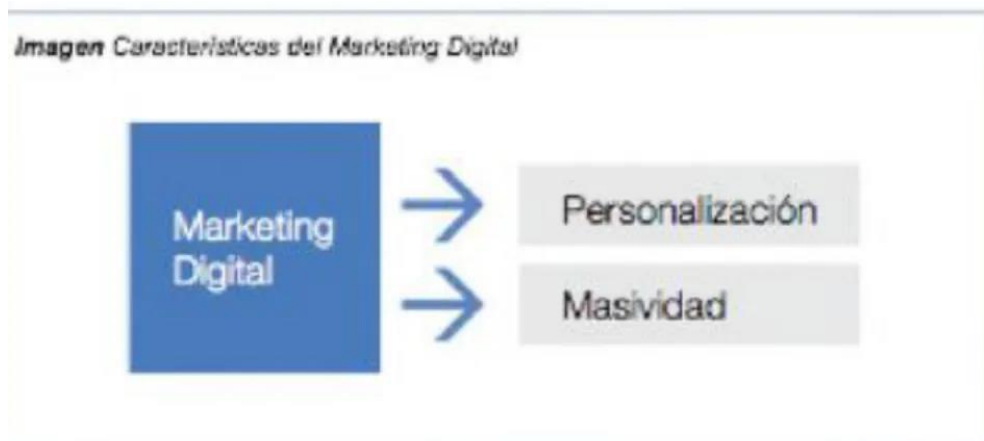 Imagen Características del Marketing Digital
Marketing
Digital
Personalización
Masividad